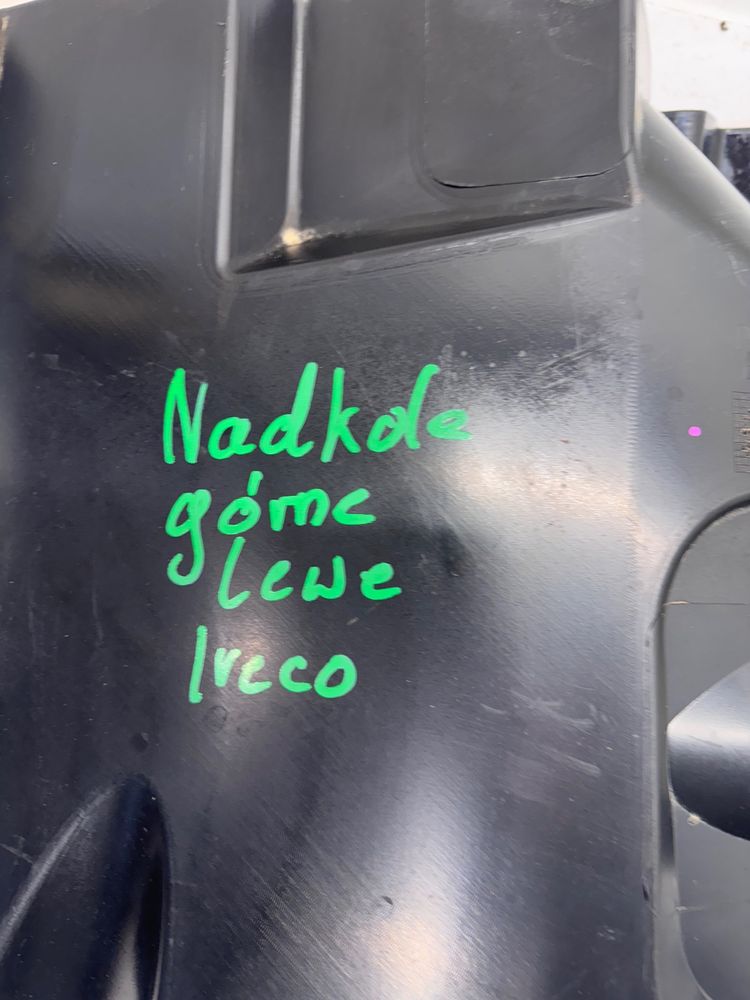 Nadkole
górne
lewe
Iveco